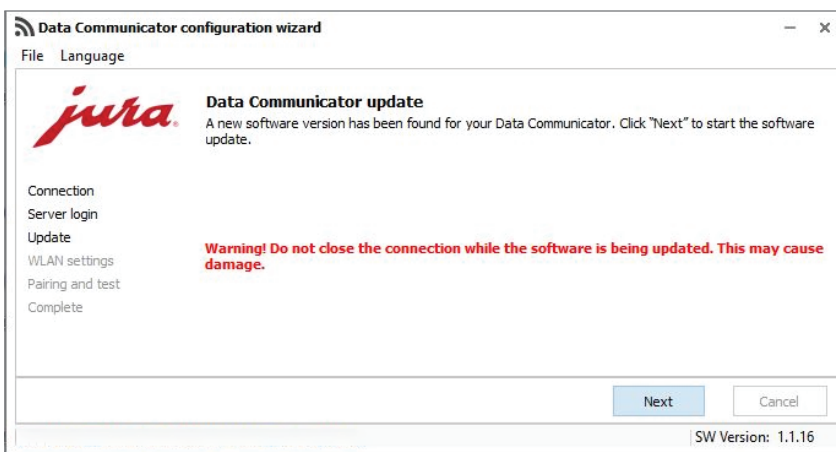 Data Communicator configuration wizard
File Language
jura
Data Communicator update
A new software version has been found for your Data Communicator. Click “Next” to start the software
update.
Connection
Server login
Update
WLAN settings
Pairing and test
Complete
Warning! Do not close the connection while the software is being updated. This may cause
damage.
Next Cancel
SW Version: 1.1.16